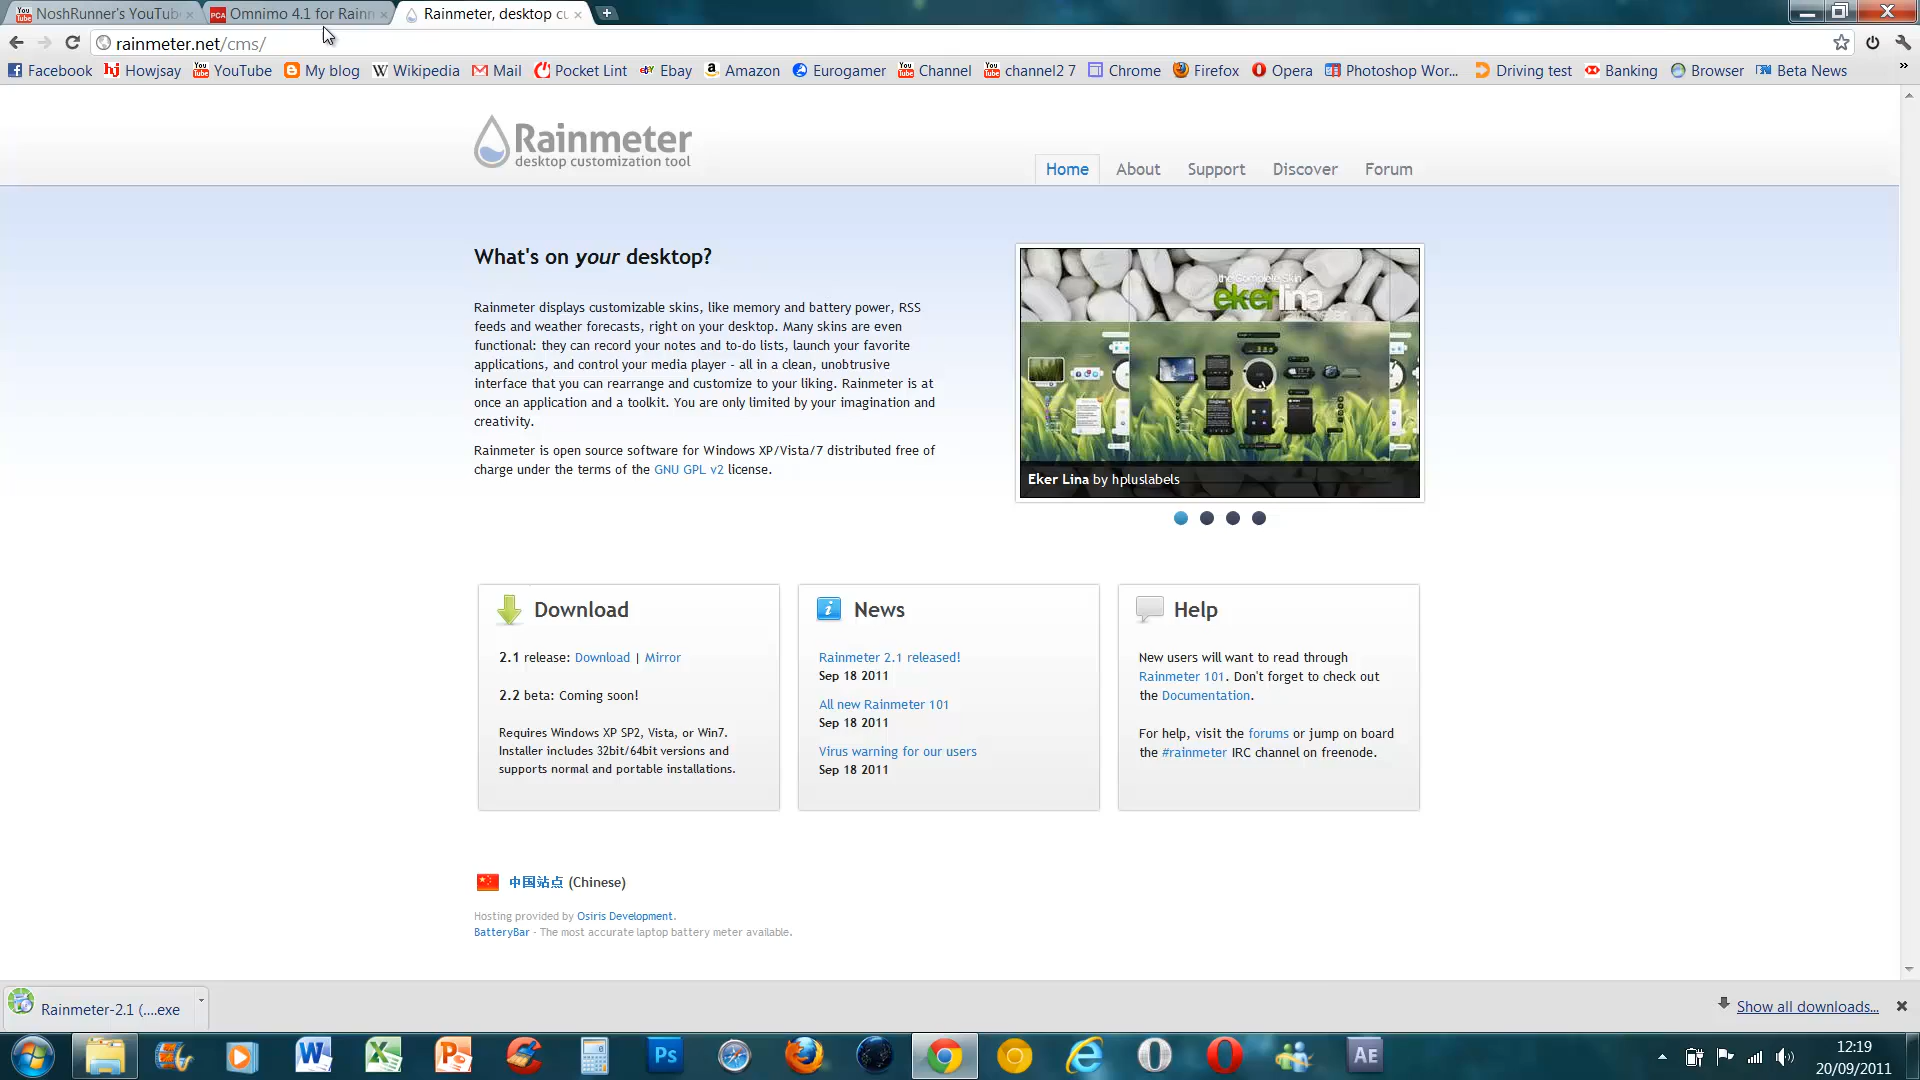 NoshRunner's YouTub
Omnimo 4.1 for Rainm
Rainmeter, desktop cu
rainmeter.net/cms/
Facebook
Howjsay
YouTube
My blog
Wikipedia
Mail
Pocket Lint
Ebay
Amazon
Eurogamer
Channel
channel2 7
Chrome
Firefox
Opera
Photoshop Wor...
Driving test
Banking
Browser
Beta News
»
Rainmeter
desktop customization tool
Home About Support Discover Forum
What's on your desktop?
Rainmeter displays customizable skins, like memory and battery power, RSS
feeds and weather forecasts, right on your desktop. Many skins are even
functional: they can record your notes and to-do lists, launch your favorite
applications, and control your media player - all in a clean, unobtrusive
interface that you can rearrange and customize to your liking. Rainmeter is at
once an application and a toolkit. You are only limited by your imagination and
creativity.
Rainmeter is open source software for Windows XP/Vista/7 distributed free of
charge under the terms of the GNU GPL v2 license.
the Complete Skin
ekerlina
Eker Lina by hpluslabels
Download
2.1 release: Download | Mirror
2.2 beta: Coming soon!
Requires Windows XP SP2, Vista, or Win7.
Installer includes 32bit/64bit versions and
supports normal and portable installations.
News
Rainmeter 2.1 released!
Sep 18 2011
All new Rainmeter 101
Sep 18 2011
Virus warning for our users
Sep 18 2011
Help
New users will want to read through
Rainmeter 101. Don't forget to check out
the Documentation.
For help, visit the forums or jump on board
the #rainmeter IRC channel on freenode.
中国站点 (Chinese)
Hosting provided by Osiris Development.
BatteryBar - The most accurate laptop battery meter available.
Rainmeter-2.1 (....exe
Show all downloads...
Ps
AE
12:19
20/09/2011